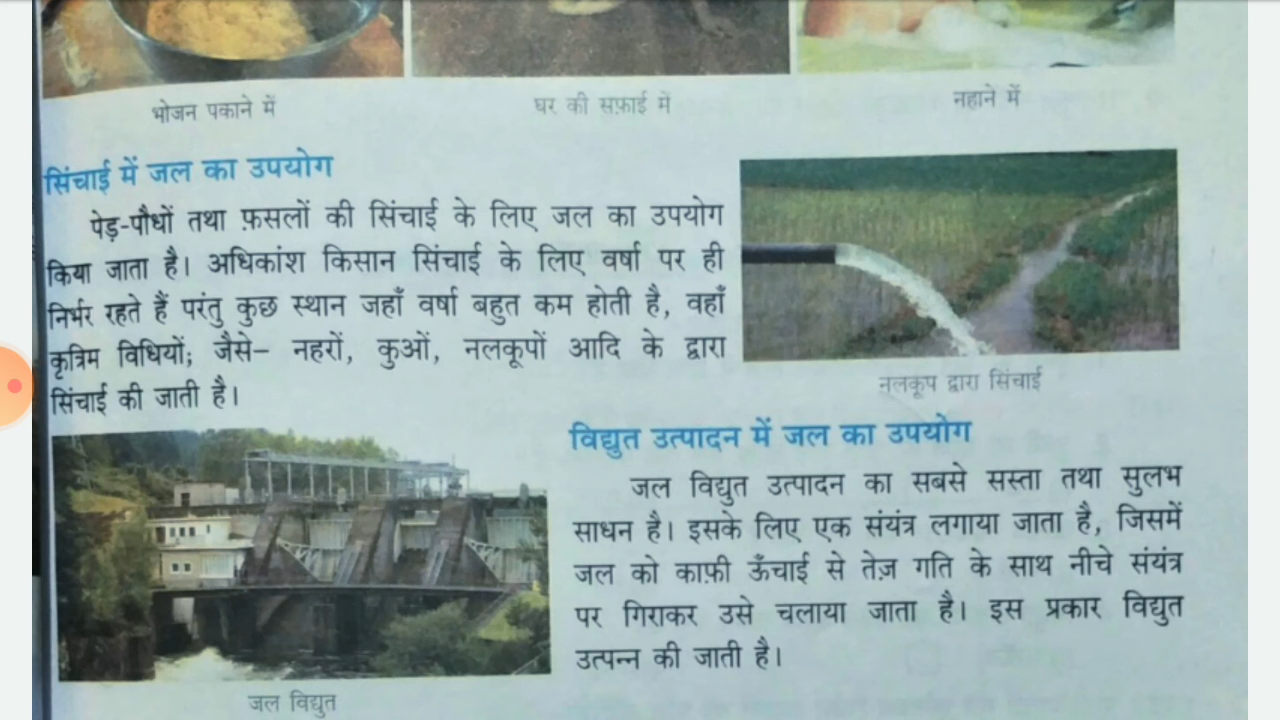 भोजन पकाने में
घर की सफ़ाई में
नहाने में
सिंचाई में जल का उपयोग
पेड़-पौधों तथा फ़सलों की सिंचाई के लिए जल का उपयोग
किया जाता है। अधिकांश किसान सिंचाई के लिए वर्षा पर ही
निर्भर रहते हैं परंतु कुछ स्थान जहाँ वर्षा बहुत कम होती है, वहाँ
कृत्रिम विधियों; जैसे– नहरों, कुओं, नलकूपों आदि के द्वारा
सिंचाई की जाती है।
नलकूप द्वारा सिंचाई
विद्युत उत्पादन में जल का उपयोग
जल विद्युत उत्पादन का सबसे सस्ता तथा सुलभ
साधन है। इसके लिए एक संयंत्र लगाया जाता है, जिसमें
जल को काफ़ी ऊँचाई से तेज़ गति के साथ नीचे संयंत्र
पर गिराकर उसे चलाया जाता है। इस प्रकार विद्युत
उत्पन्न की जाती है।
जल विद्युत